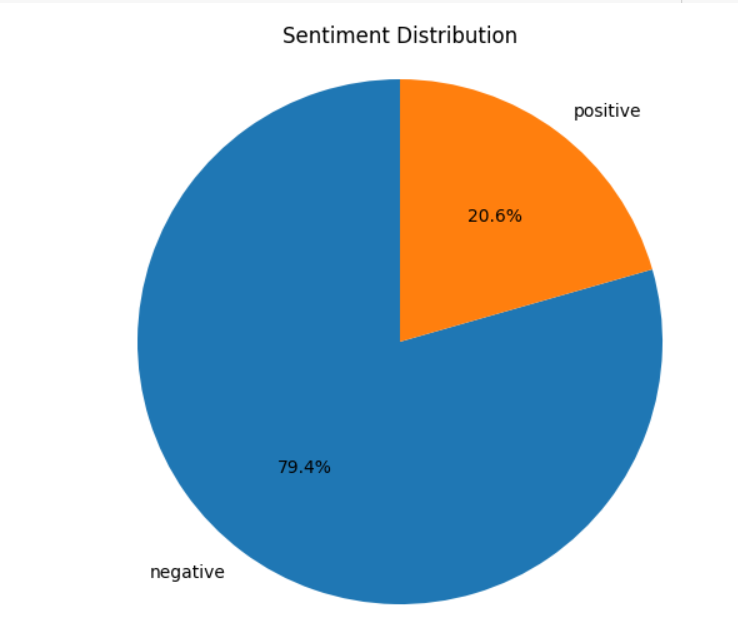 Sentiment Distribution
positive
20.6%
79.4%
negative